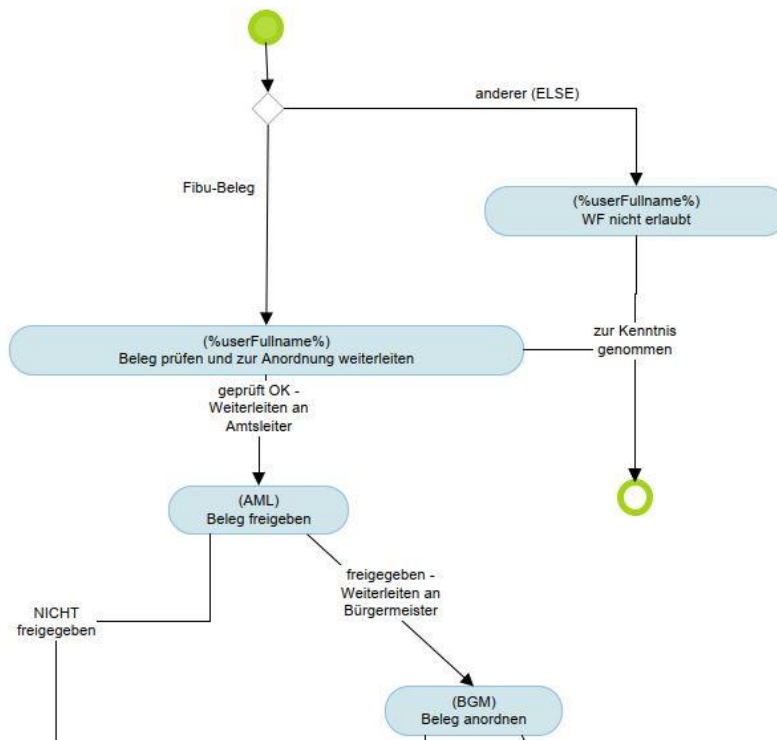 anderer (ELSE)
Fibu-Beleg
(%userFullname%)
WF nicht erlaubt
(%userFullname%)
Beleg prüfen und zur Anordnung weiterleiten
zur Kenntnis
genommen
geprüft OK -
Weiterleiten an
Amtsleiter
(AML)
Beleg freigeben
freigegeben -
Weiterleiten an
Bürgermeister
NICHT
freigegeben
(BGM)
Beleg anordnen